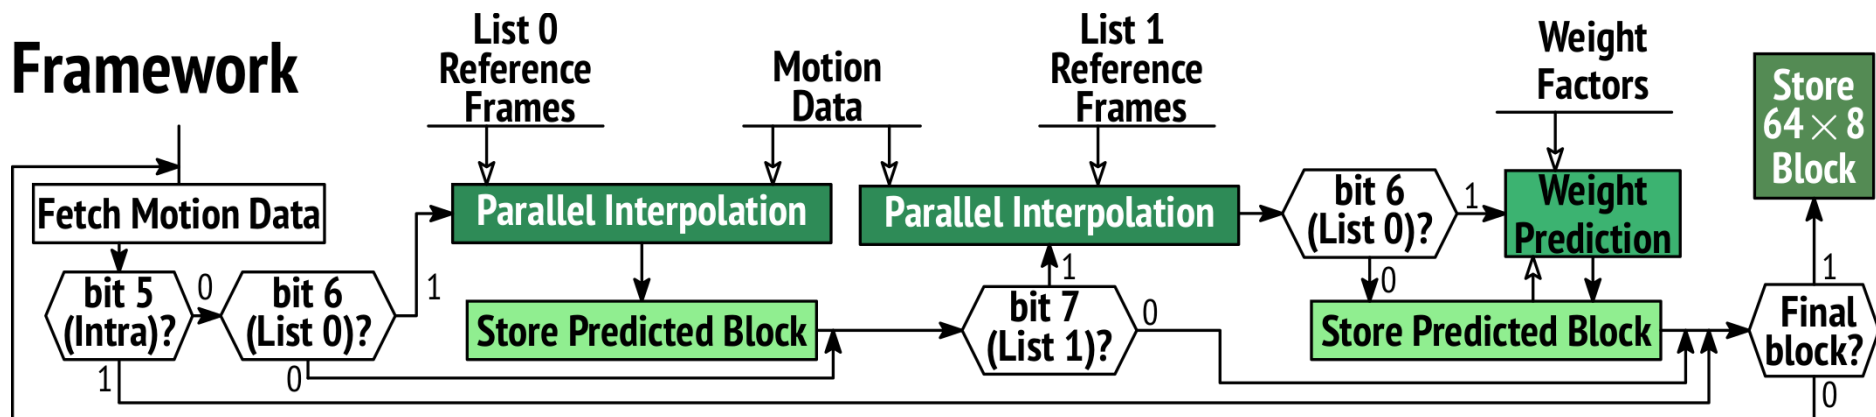 Framework
List 0
Reference
Frames
Motion
Data
List 1
Reference
Frames
Weight
Factors
Store
64 × 8
Block
Fetch Motion Data
Parallel Interpolation
Parallel Interpolation
bit 6
(List 0)?
1
Weight
Prediction
0
1
bit 5
(Intra)?
0
bit 6
(List 0)?
1
Store Predicted Block
1
bit 7
(List 1)?
0
Store Predicted Block
Final
block?
1
0
0